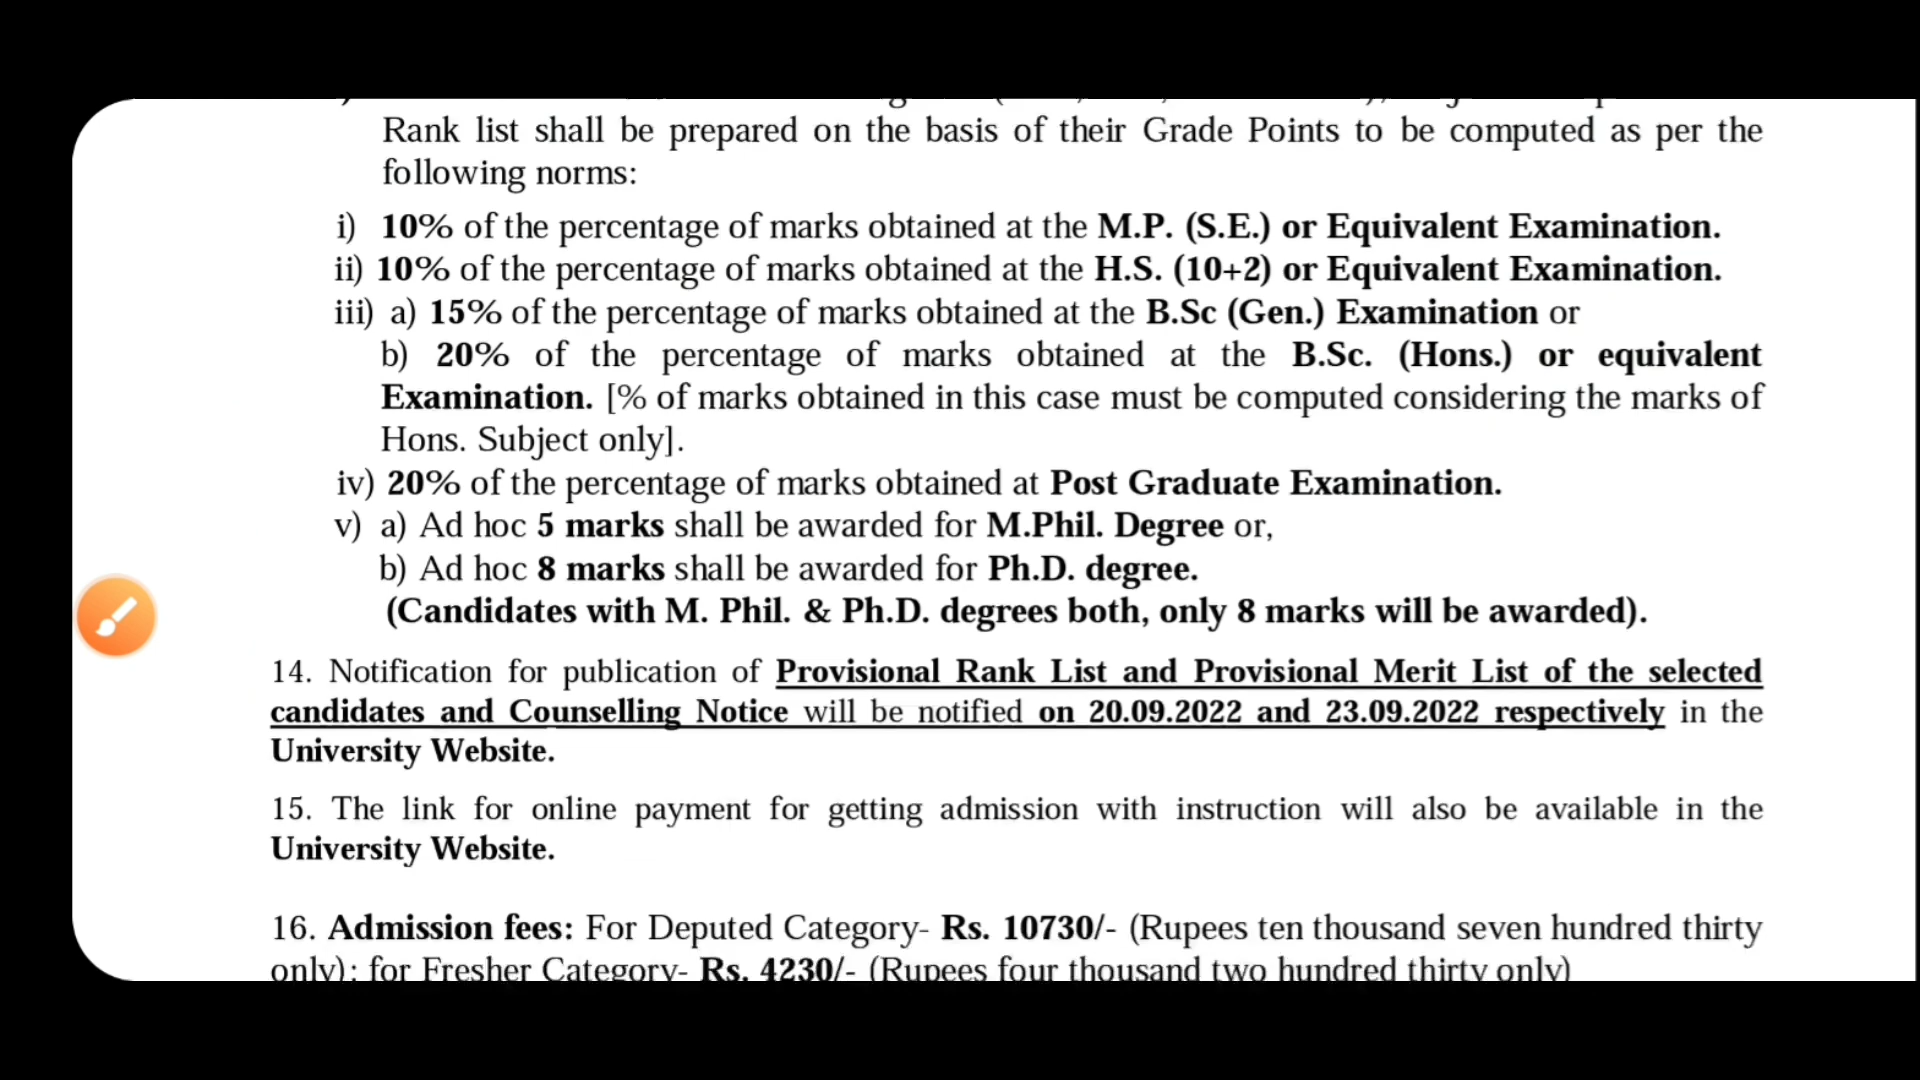 Rank list shall be prepared on the basis of their Grade Points to be computed as per the
following norms:
i) 10% of the percentage of marks obtained at the M.P. (S.E.) or Equivalent Examination.
ii) 10% of the percentage of marks obtained at the H.S. (10+2) or Equivalent Examination.
iii) a) 15% of the percentage of marks obtained at the B.Sc (Gen.) Examination or
b) 20% of the percentage of marks obtained at the B.Sc. (Hons.) or equivalent
Examination. [% of marks obtained in this case must be computed considering the marks of
Hons. Subject only].
iv) 20% of the percentage of marks obtained at Post Graduate Examination.
v) a) Ad hoc 5 marks shall be awarded for M.Phil. Degree or,
b) Ad hoc 8 marks shall be awarded for Ph.D. degree.
(Candidates with M. Phil. & Ph.D. degrees both, only 8 marks will be awarded).
14. Notification for publication of Provisional Rank List and Provisional Merit List of the selected
candidates and Counselling Notice will be notified on 20.09.2022 and 23.09.2022 respectively in the
University Website.
15. The link for online payment for getting admission with instruction will also be available in the
University Website.
16. Admission fees: For Deputed Category- Rs. 10730/- (Rupees ten thousand seven hundred thirty
only); for Fresher Category- Rs. 4230/- (Rupees four thousand two hundred thirty only)